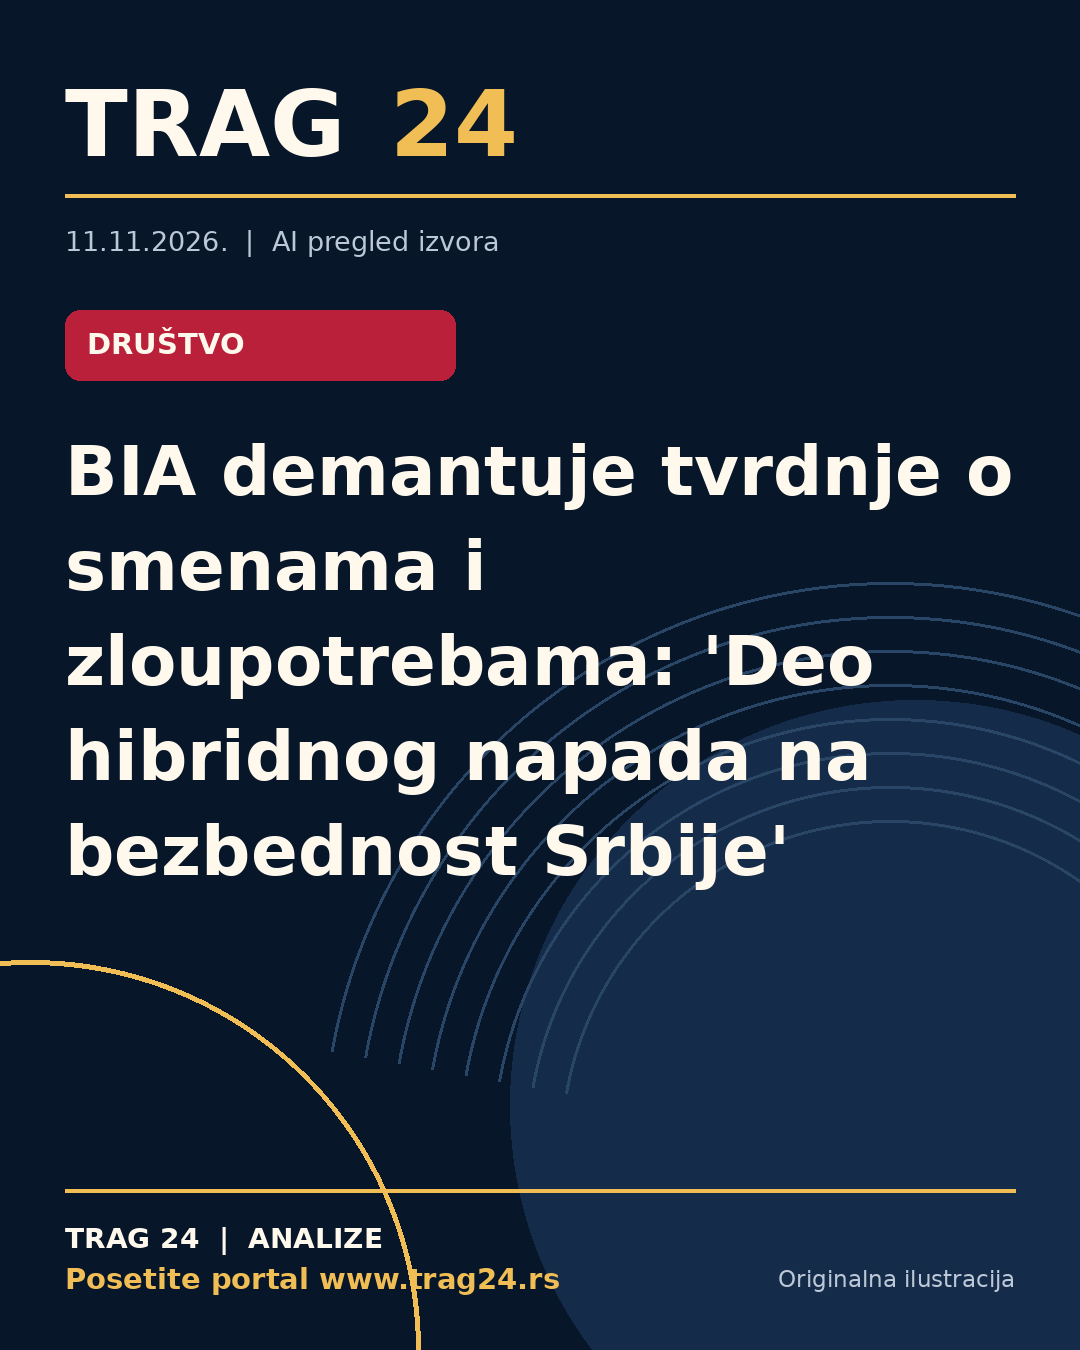 TRAG 24
11.11.2026. | AI pregled izvora
DRUŠTVO
BIA demantuje tvrdnje o
smenama i
zloupotrebama: 'Deo
hibridnog napada na
bezbednost Srbije'
TRAG 24 | ANALIZE
Posetite portal www.trag24.rs
Originalna ilustracija